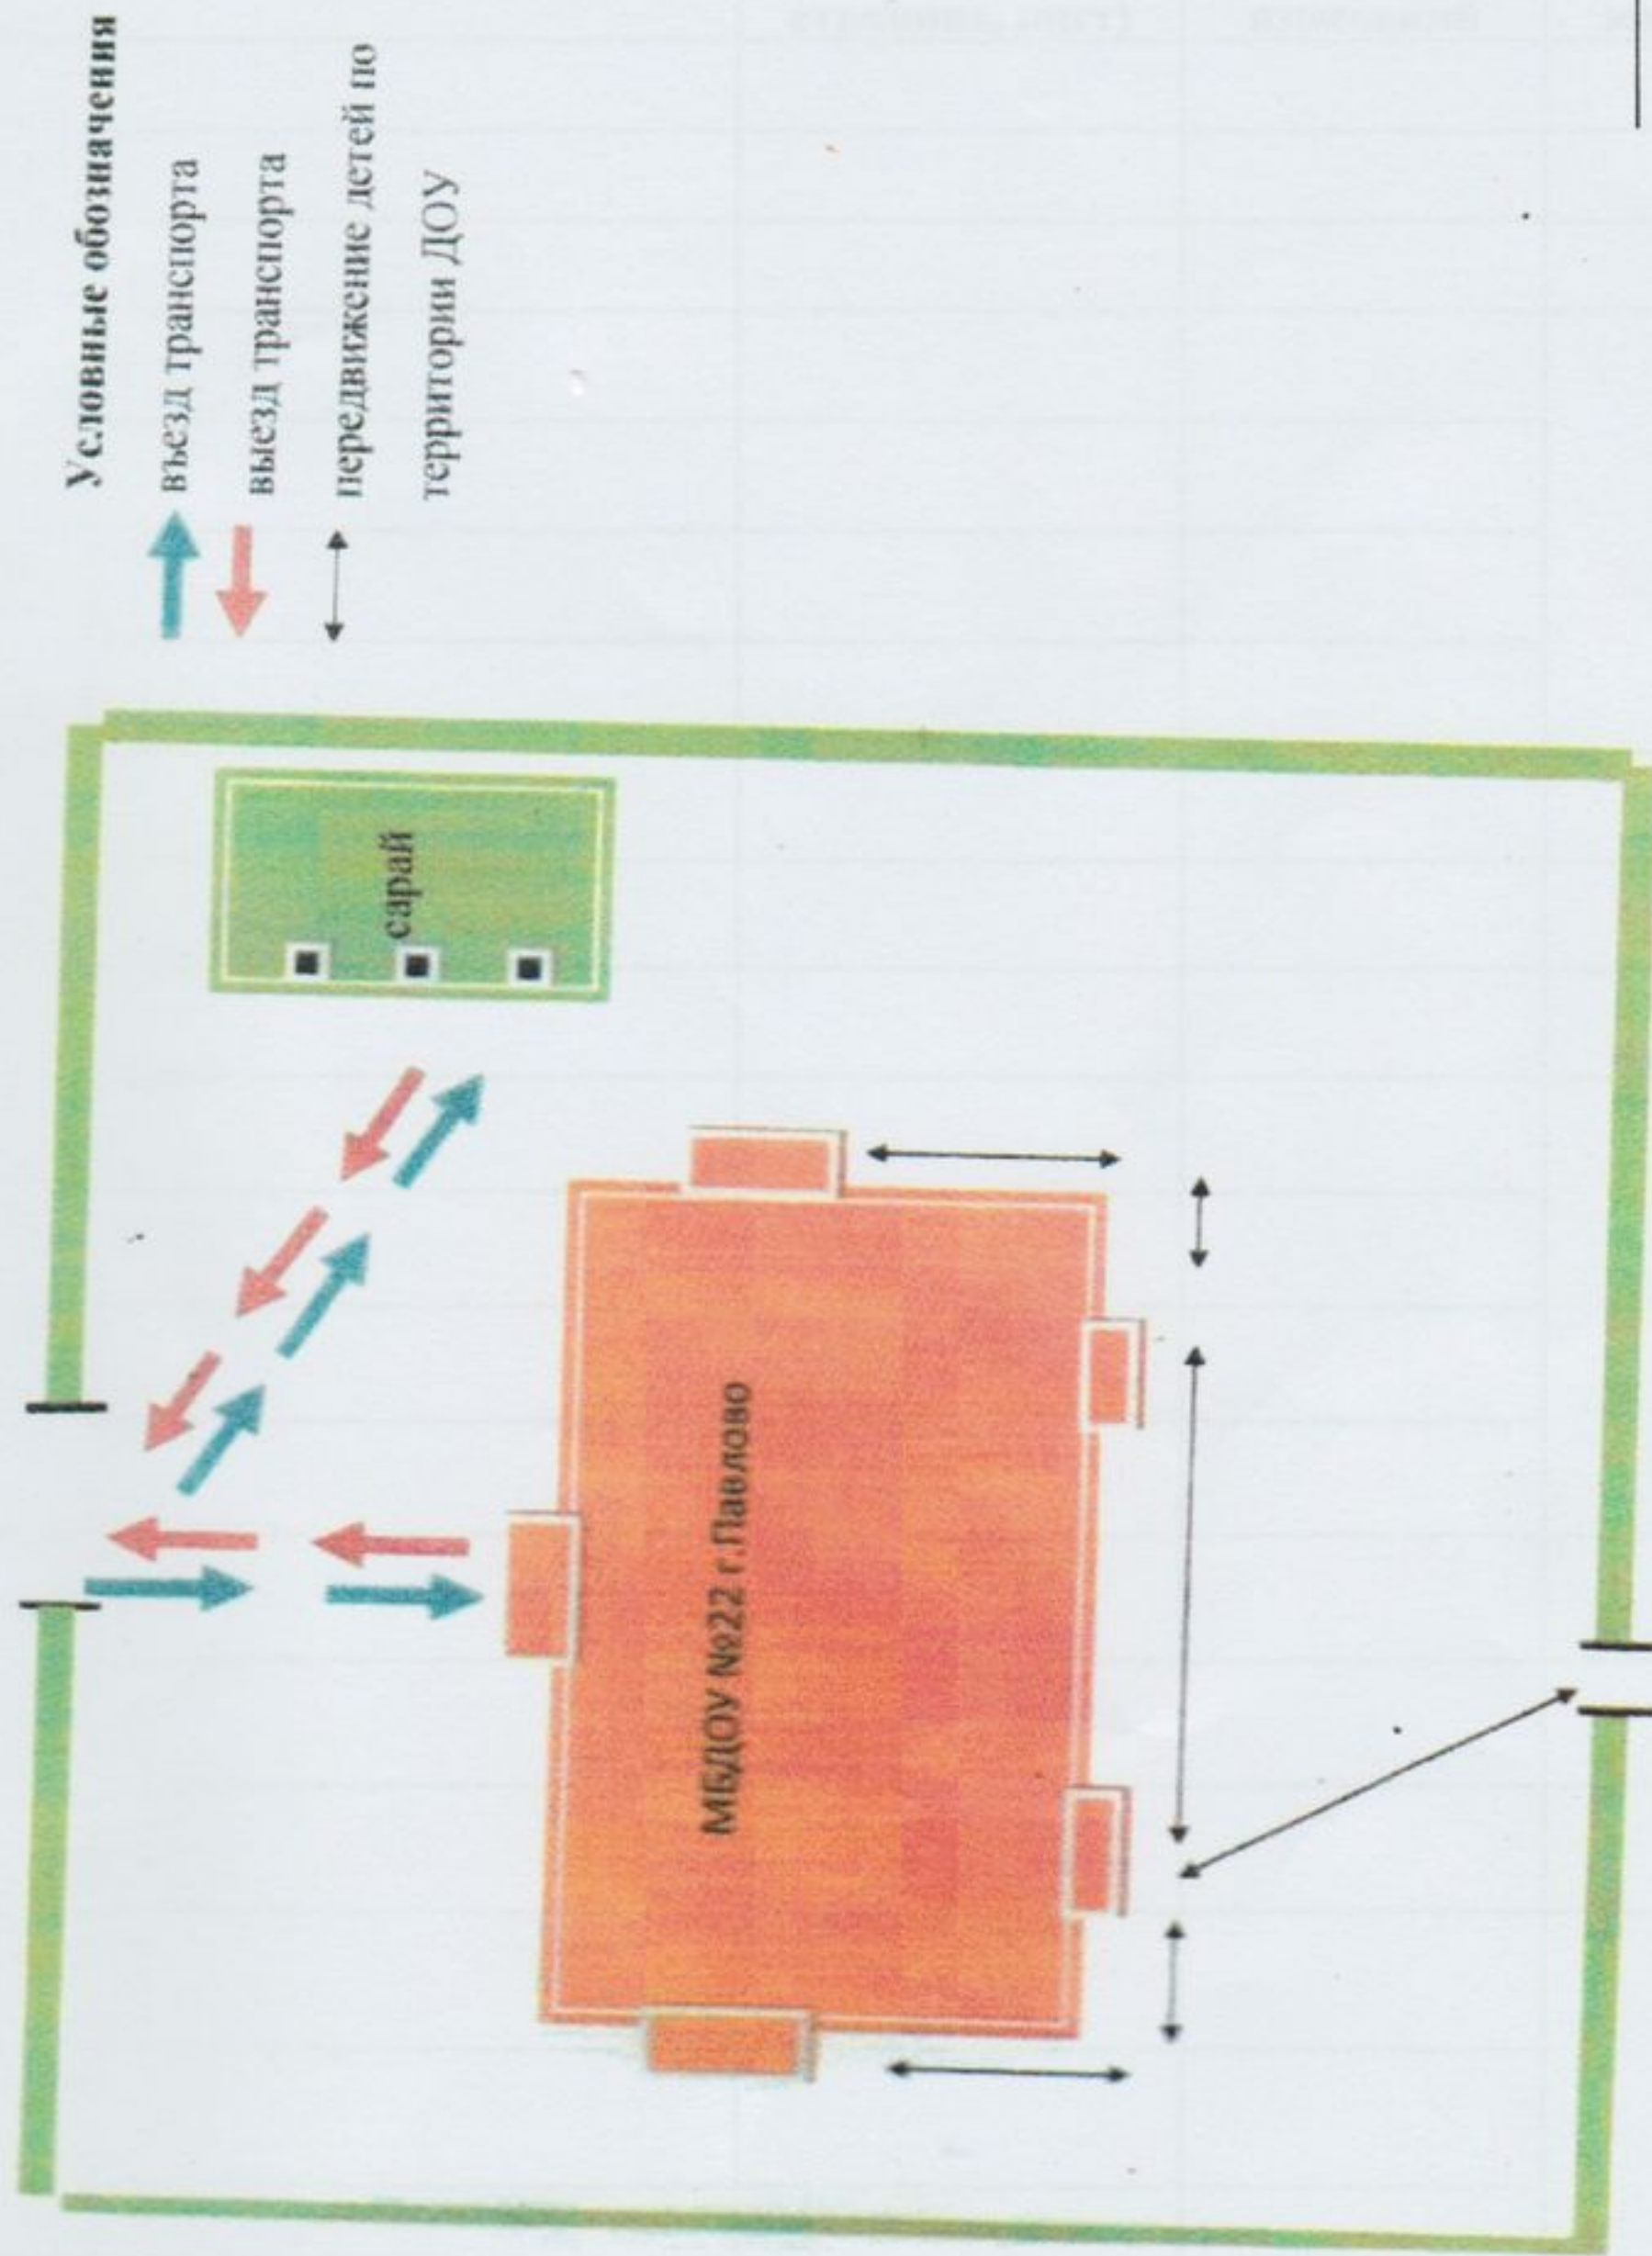 Условные обозначения
въезд транспорта
выезд транспорта
передвижение детей по
территории ДОУ
сарай
МБДОУ №22 г.Павлово